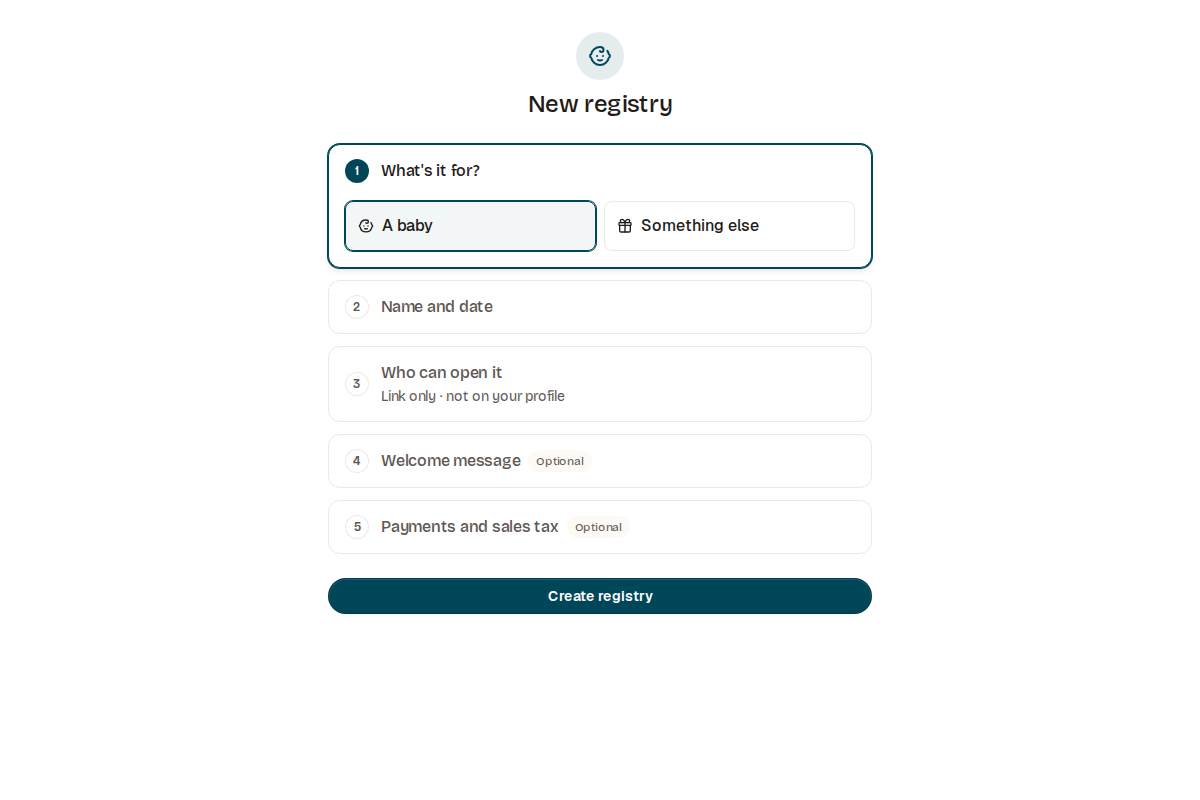 New registry
1 What's it for?
A baby
Something else
2 Name and date
3 Who can open it
Link only · not on your profile
4 Welcome message Optional
5 Payments and sales tax Optional
Create registry